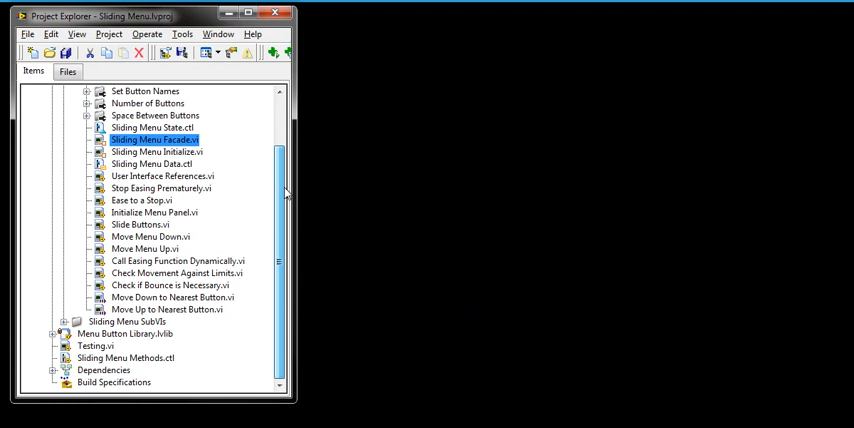 Project Explorer - Sliding Menu.lvproj
File Edit View Project Operate Tools Window Help
Items Files
Set Button Names
Number of Buttons
Space Between Buttons
Sliding Menu State.ctl
Sliding Menu Facade.vi
Sliding Menu Initialize.vi
Sliding Menu Data.ctl
User Interface References.vi
Stop Easing Prematurely.vi
Ease to a Stop.vi
Initialize Menu Panel.vi
Slide Buttons.vi
Move Menu Down.vi
Move Menu Up.vi
Call Easing Function Dynamically.vi
Check Movement Against Limits.vi
Check if Bounce is Necessary.vi
Move Down to Nearest Button.vi
Move Up to Nearest Button.vi
Sliding Menu SubVIs
Menu Button Library.lvlib
Testing.vi
Sliding Menu Methods.ctl
Dependencies
Build Specifications